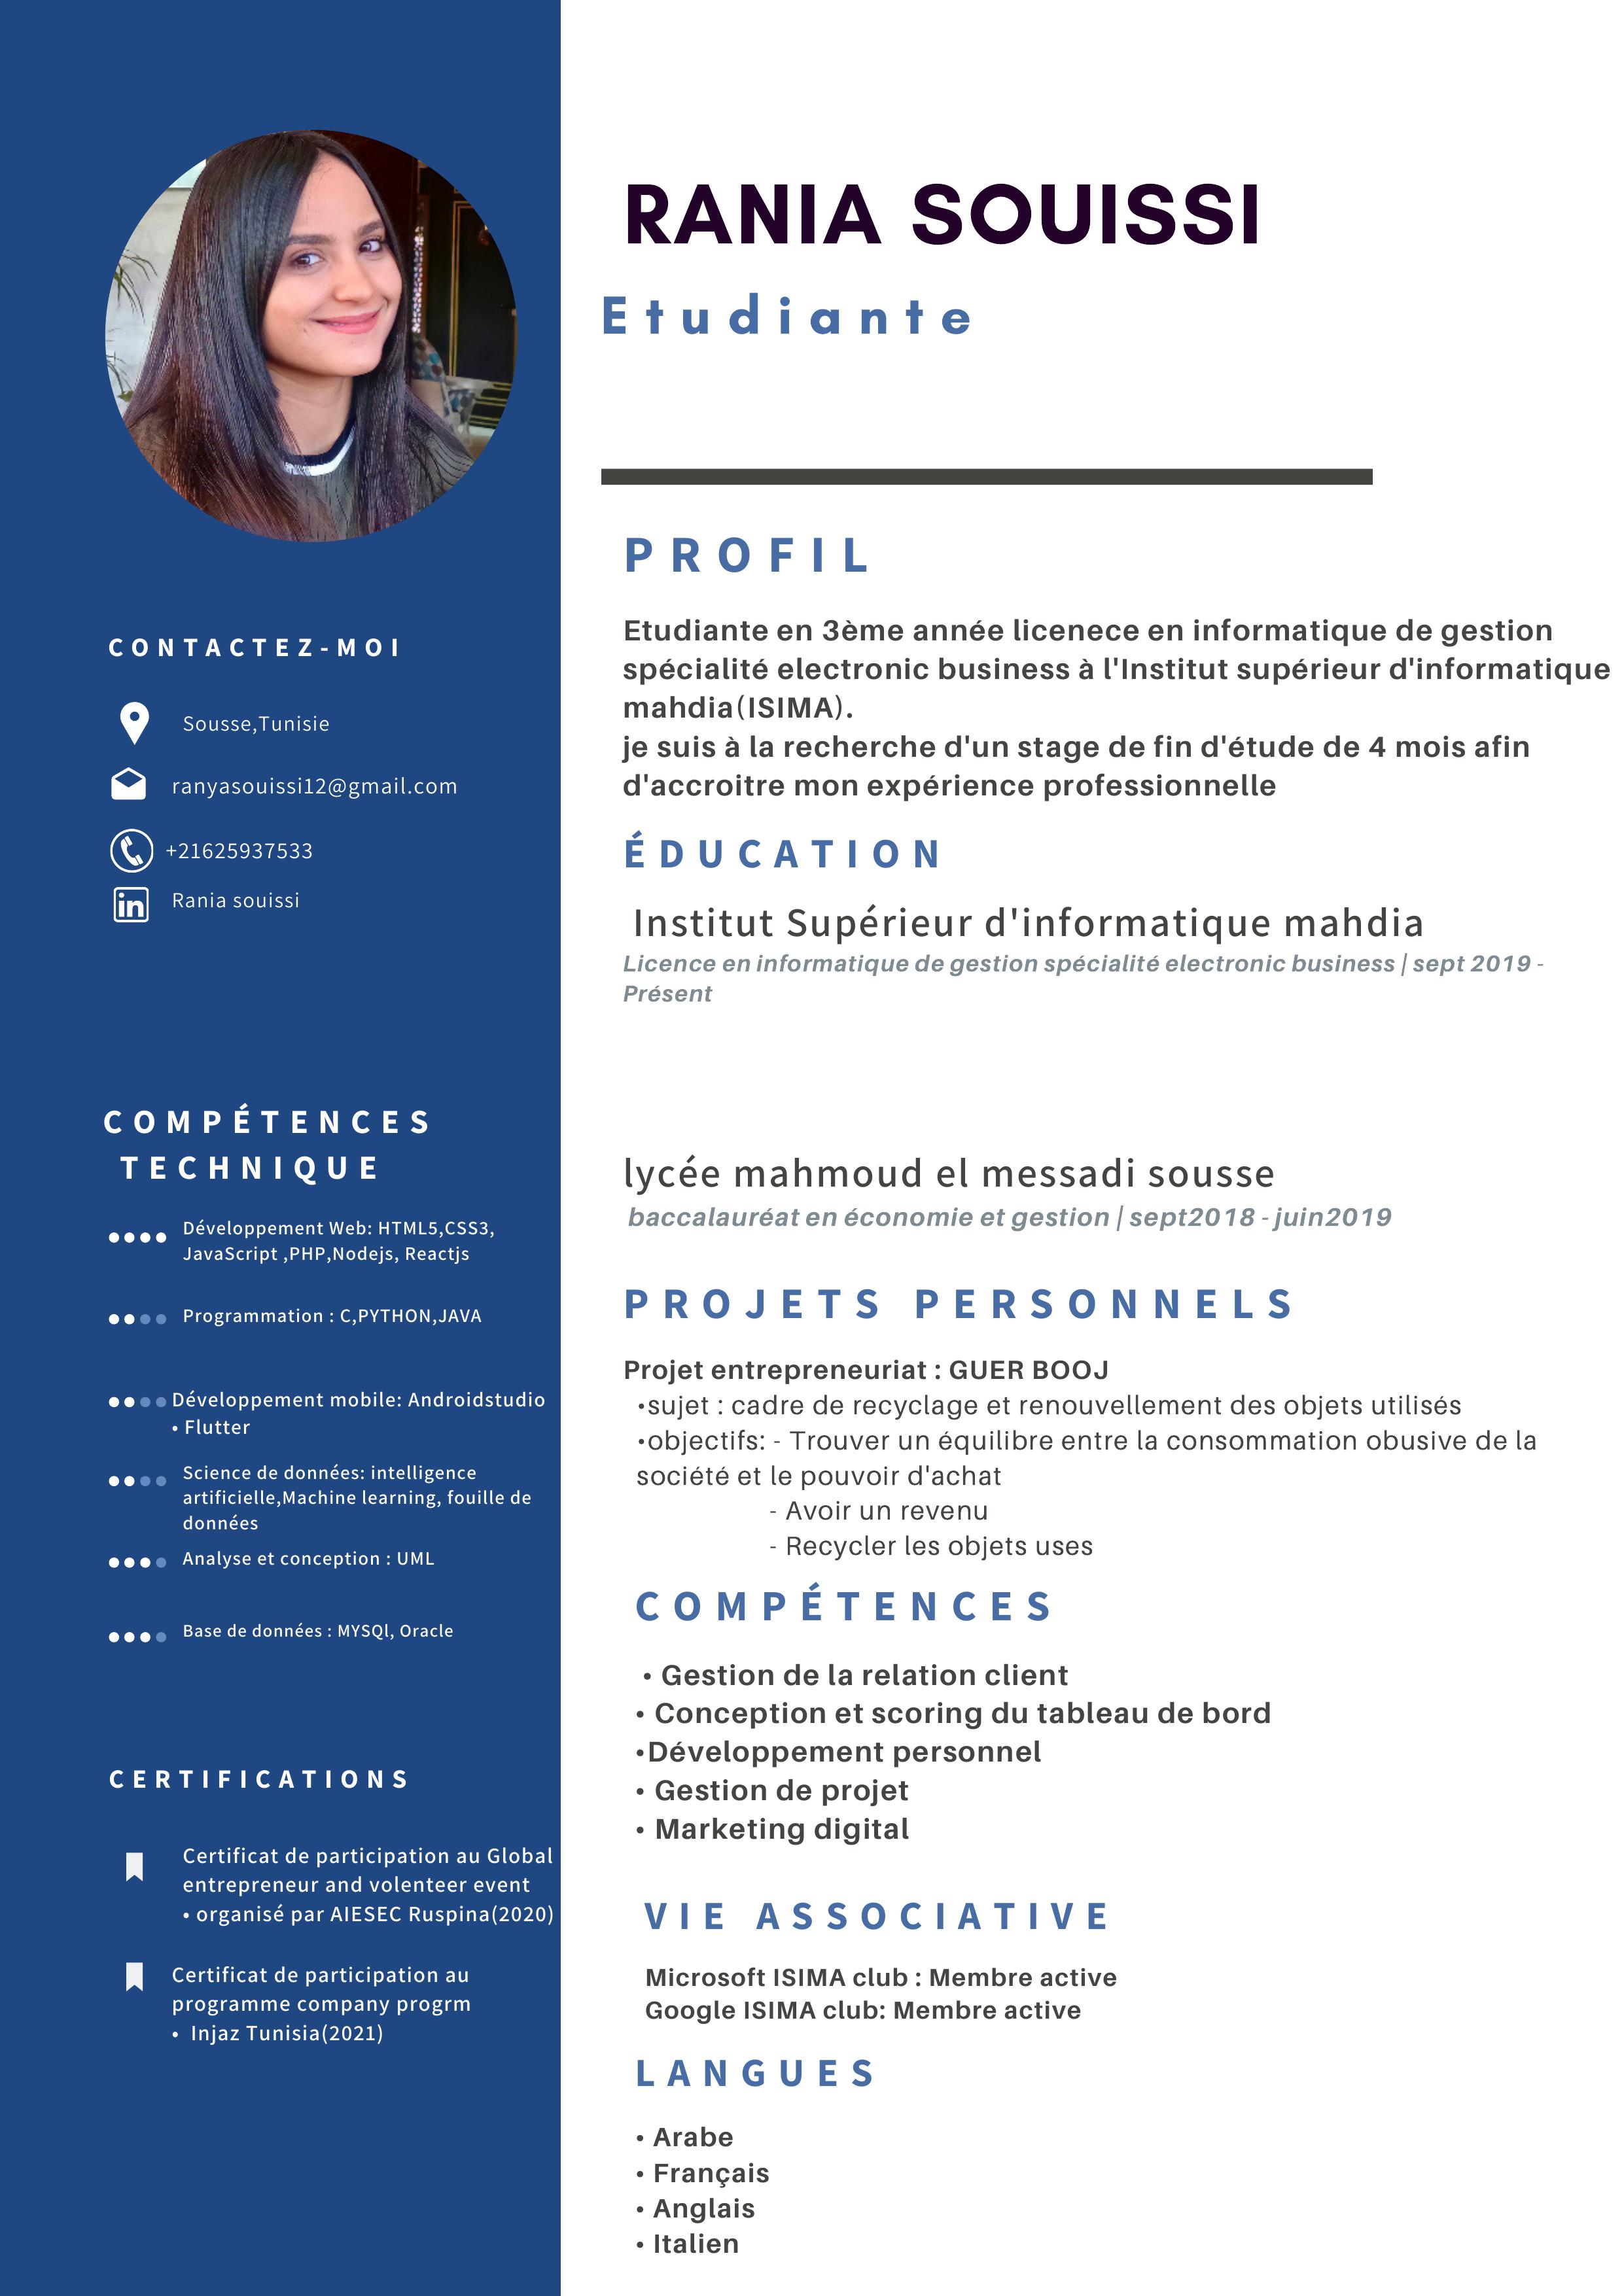 RANIA SOUISSI
Etudiante
CONTACTEZ-MOI
Sousse,Tunisie
ranyasouissi12@gmail.com
+21625937533
in Rania souissi
COMPÉTENCES
TECHNIQUE
Développement Web: HTML5,CSS3,
JavaScript ,PHP,Nodejs, Reactjs
Programmation : C,PYTHON,JAVA
Développement mobile: Androidstudio
• Flutter
Science de données: intelligence
artificielle,Machine learning, fouille de
données
Analyse et conception : UML
Base de données : MYSQl, Oracle
CERTIFICATIONS
Certificat de participation au Global
entrepreneur and volenteer event
• organisé par AIESEC Ruspina(2020)
Certificat de participation au
programme company progrm
• Injaz Tunisia(2021)
PROFIL
Etudiante en 3ème année licenece en informatique de gestion
spécialité electronic business à l'Institut supérieur d'informatique
mahdia(ISIMA).
je suis à la recherche d'un stage de fin d'étude de 4 mois afin
d'accroitre mon expérience professionnelle
ÉDUCATION
Institut Supérieur d'informatique mahdia
Licence en informatique de gestion spécialité electronic business | sept 2019 -
Présent
lycée mahmoud el messadi sousse
baccalauréat en économie et gestion | sept2018 - juin2019
PROJETS PERSONNELS
Projet entrepreneuriat : GUER BOOJ
•sujet : cadre de recyclage et renouvellement des objets utilisés
•objectifs: - Trouver un équilibre entre la consommation obusive de la
société et le pouvoir d'achat
- Avoir un revenu
- Recycler les objets uses
COMPÉTENCES
• Gestion de la relation client
• Conception et scoring du tableau de bord
•Développement personnel
• Gestion de projet
• Marketing digital
VIE ASSOCIATIVE
Microsoft ISIMA club : Membre active
Google ISIMA club: Membre active
LANGUES
• Arabe
• Français
• Anglais
• Italien